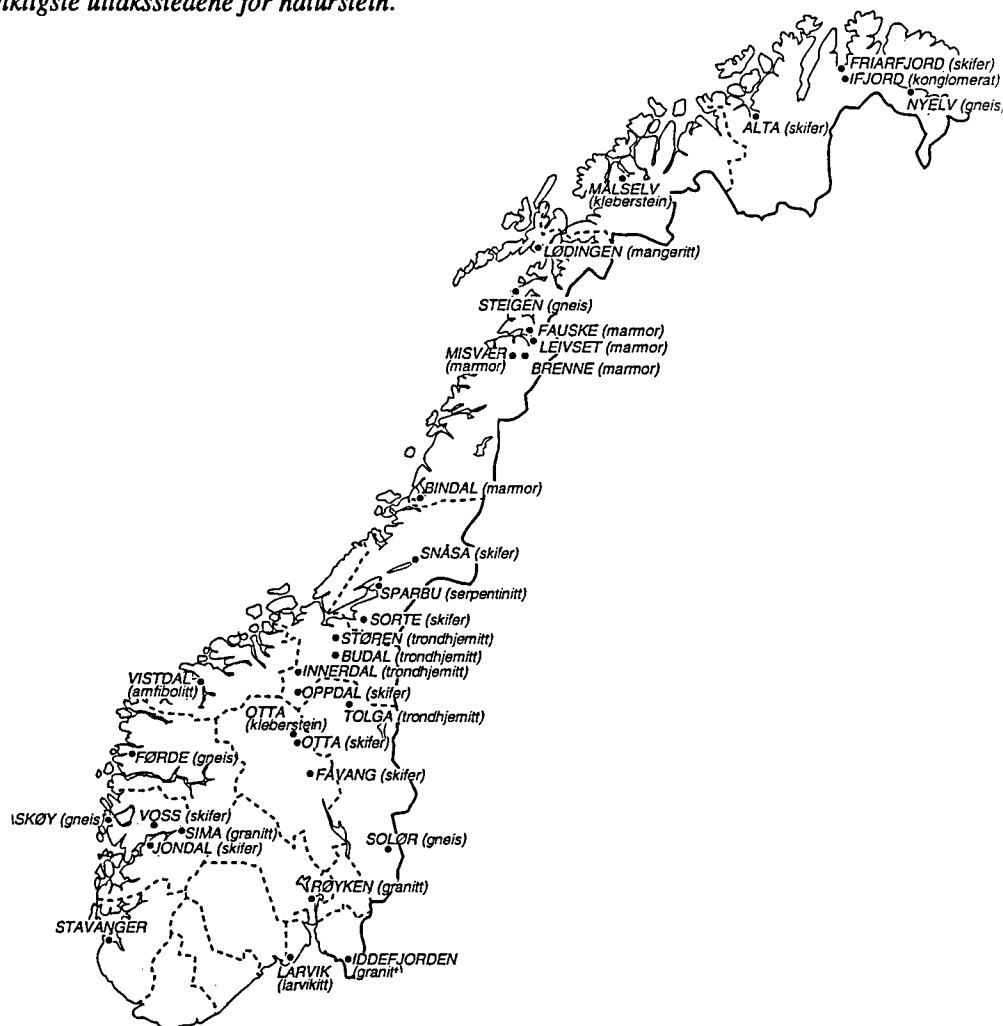 viktigste uttaksstedene for naturstein.
FRIARFJORD (skifer)
IFJORD (konglomerat)
NYELV (gneis,
ALTA (skifer)
MÅLSELV
(kleberstein)
LØDINGEN (mangeritt)
STEIGEN (gneis)
FAUSKE (marmor)
LEIVSET (marmor)
MISVÆR
(marmor)
BRENNE (marmor)
BINDAL (marmor)
SNÅSA (skifer)
SPARBU (serpentinitt)
SORTE (skifer)
STØREN (trondhjemitt)
BUDAL (trondhjemitt)
INNERDAL (trondhjemitt)
VISTDAL
(amfibolitt)
OPPDAL (skifer)
OTTA
(kleberstein)
TOLGA (trondhjemitt)
OTTA (skifer)
FØRDE (gneis)
FÅVANG (skifer)
ASKØY (gneis)
VOSS (skifer)
SIMA (granitt)
JONDAL (skifer)
SOLØR (gneis)
RØYKEN (granitt)
STAVANGER
IDDEFJORDEN
(granitt)
LARVIK
(larvikitt)